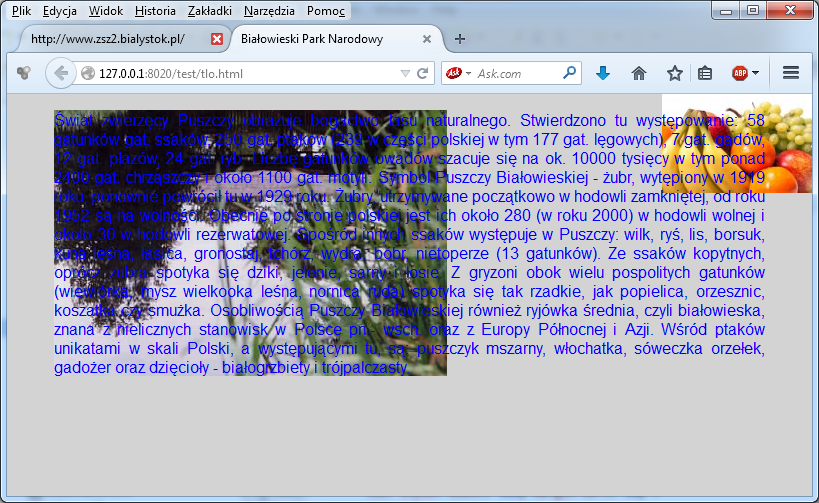 Plik Edycja Widok Historia Zakładki Narzędzia Pomoc
http://www.zsz2.bialystok.pl/ Białowieski Park Narodowy
127.0.0.1:8020/test/tlo.html Ask Ask.com ABP
Świat zwierzęcy Puszczy obrazuje bogactwo lasu naturalnego. Stwierdzono tu występowanie: 58
gatunków gat. ssaków, 250 gat. ptaków (239 w części polskiej w tym 177 gat. lęgowych), 7 gat. gadów,
12 gat. płazów, 24 gat. ryb. Liczbę gatunków owadów szacuje się na ok. 10000 tysięcy w tym ponad
2400 gat. chrząszczy i około 1100 gat. motyli. Symbol Puszczy Białowieskiej - żubr, wytępiony w 1919
roku, ponownie powrócił tu w 1929 roku. Żubry utrzymywane początkowo w hodowli zamkniętej, od roku
1952 są na wolności. Obecnie po stronie polskiej jest ich około 280 (w roku 2000) w hodowli wolnej i
około 30 w hodowli rezerwatowej. Spośród innych ssaków występuje w Puszczy: wilk, ryś, lis, borsuk,
kuna leśna, łasica, gronostaj, tchórz, wydra, bóbr, nietoperze (13 gatunków). Ze ssaków kopytnych,
oprócz żubra spotyka się dziki, jelenie, sarny i łosie. Z gryzoni obok wielu pospolitych gatunków
(wiewiórka, mysz wielkooka leśna, nornica ruda) spotyka się tak rzadkie, jak popielica, orzesznic,
koszatka czy smużka. Osobliwością Puszczy Białowieskiej również ryjówka średnia, czyli białowieska,
znana z nielicznych stanowisk w Polsce pn.- wsch. oraz z Europy Północnej i Azji. Wśród ptaków
unikatami w skali Polski, a występującymi tu, są: puszczyk mszarny, włochatka, sóweczka orzełek,
gadożer oraz dzięcioły - białogrzbiety i trójpalczasty.